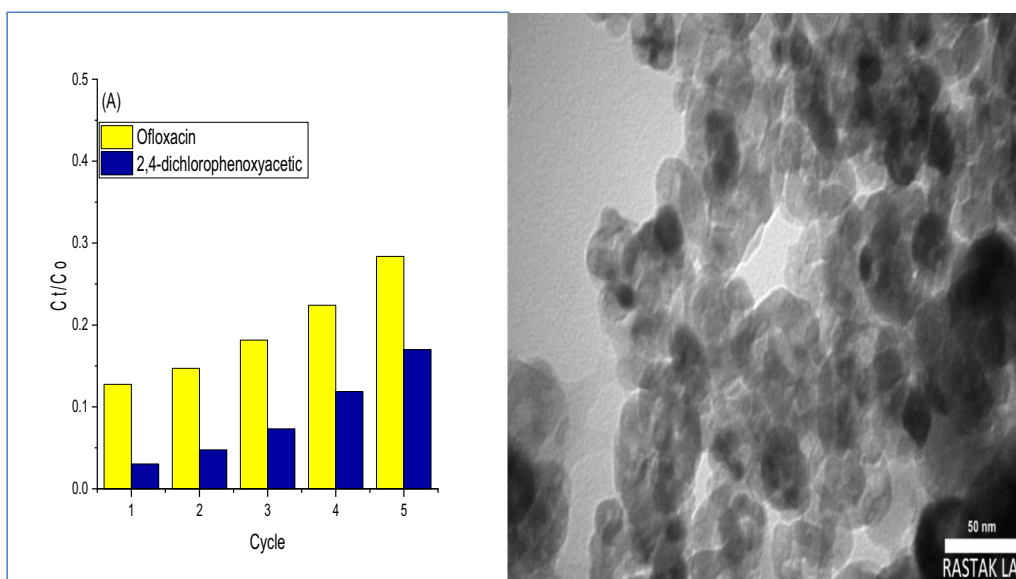 0.5
(A)
Ofloxacin
2,4-dichlorophenoxyacetic
0.4
0.3
0.2
0.1
0.0
C t/C o
1 2 3 4 5
Cycle
50 nm
RASTAK LA